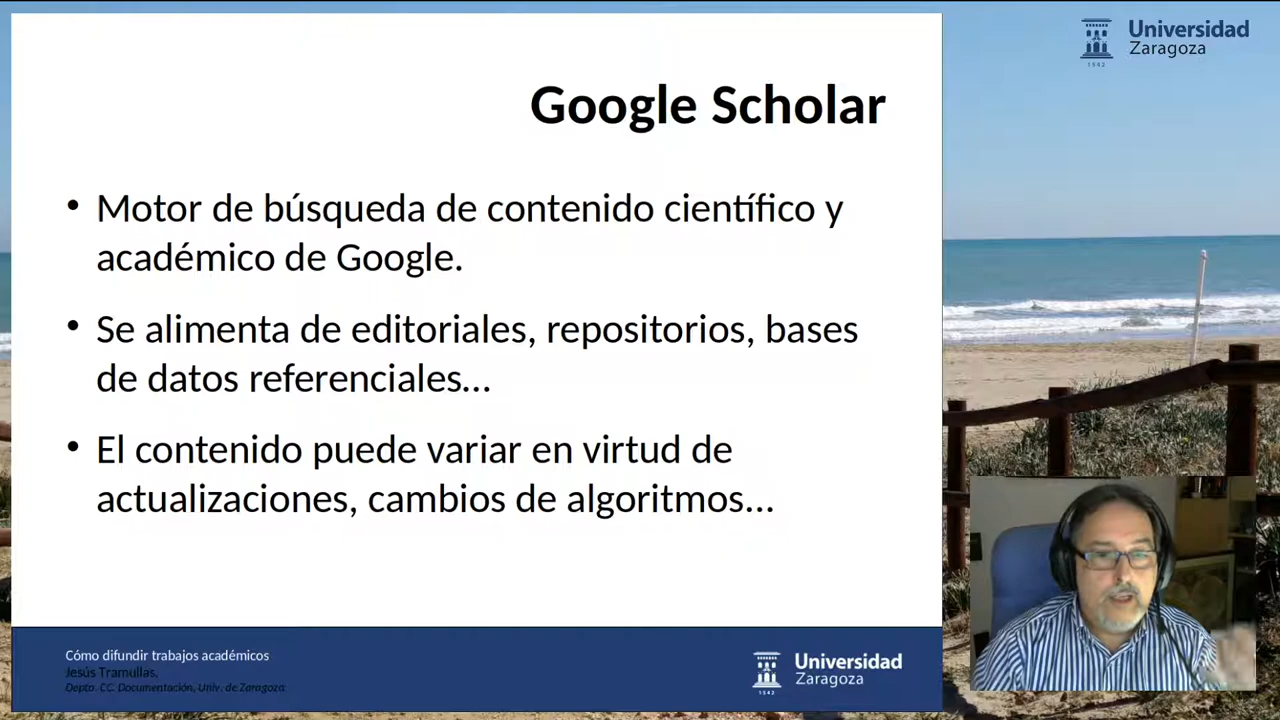 Universidad
Zaragoza
1542
Google Scholar
• Motor de búsqueda de contenido científico y
académico de Google.
• Se alimenta de editoriales, repositorios, bases
de datos referenciales...
• El contenido puede variar en virtud de
actualizaciones, cambios de algoritmos...
Cómo difundir trabajos académicos
Jesús Tramullas.
Depto. CC. Documentación, Univ. de Zaragoza
Universidad
Zaragoza
1542